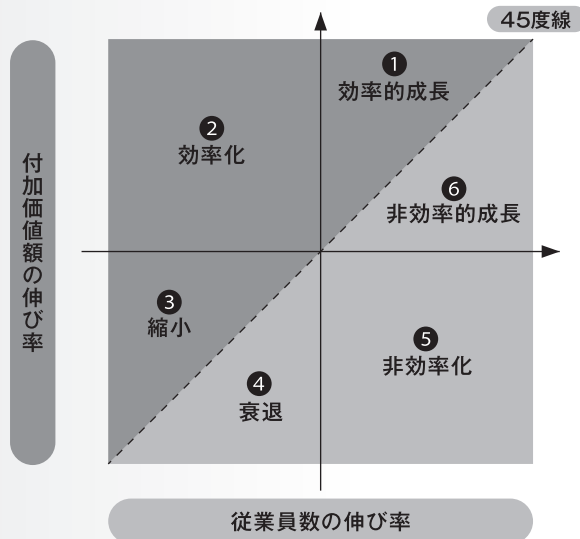 45度線
❶
効率的成長
❷
効率化
❻
非効率的成長
付加価値額の伸び率
❸
縮小
❺
非効率化
❹
衰退
従業員数の伸び率